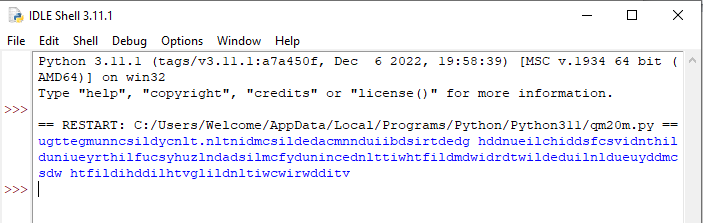 IDLE Shell 3.11.1
File Edit Shell Debug Options Window Help
Python 3.11.1 (tags/v3.11.1:a7a450f, Dec  6 2022, 19:58:39) [MSC v.1934 64 bit (
AMD64)] on win32
Type "help", "copyright", "credits" or "license()" for more information.
>>>
== RESTART: C:/Users/Welcome/AppData/Local/Programs/Python/Python311/qm20m.py ==
ugttegmunncsildycnlt.nltnidmcsildedacmnnduiibdsirtdedg hddnueilchiddsfcsvidnthil
duniueyrthilfucsyhuzlndadsilmcfydunincednlttiwhtfildmdwidrdtwildeduilnldueuyddmc
sdw htfildihddilhtvglildnltiwcwirwdditv
>>>